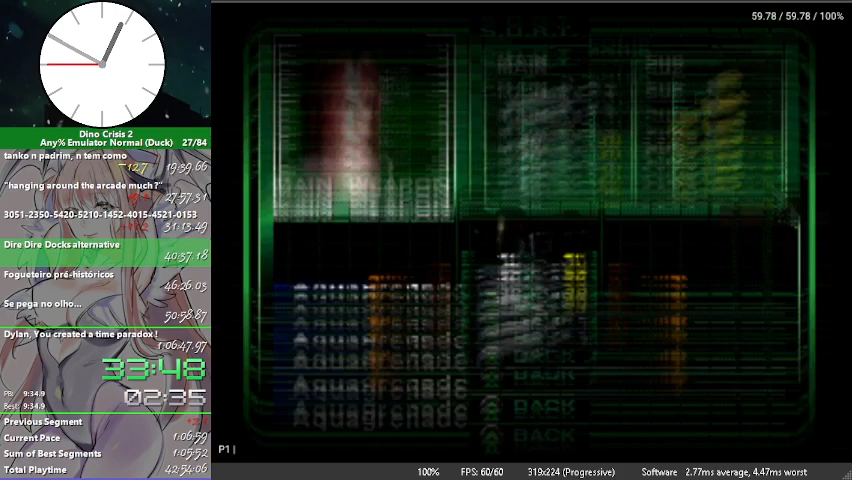 59.78 / 59.78 / 100%
Dino Crisis 2
Any% Emulator Normal (Duck) 27/84
tanko n padrim, n tem como
19:39.66
"hanging around the arcade much?"
27:57.31
3051-2350-5420-5210-1452-4015-4521-0153
31:13.49
Dire Dire Docks alternative
40:37.18
Fogueteiro pré-históricos
46:26.03
Se pega no olho...
50:58.87
Dylan, You created a time paradox!
1:06:47.97
33:48
02:35
PB: 9:34.9
Best: 9:34.9
Previous Segment
Current Pace 1:06:59
Sum of Best Segments 1:05:52
Total Playtime 42:54:06
S.O.R.T.
MAIN
SUB
MAIN WEAPON
Aquagrenade
BACK
P1 |
100% FPS: 60/60 319x224 (Progressive) Software 2.77ms average, 4.47ms worst